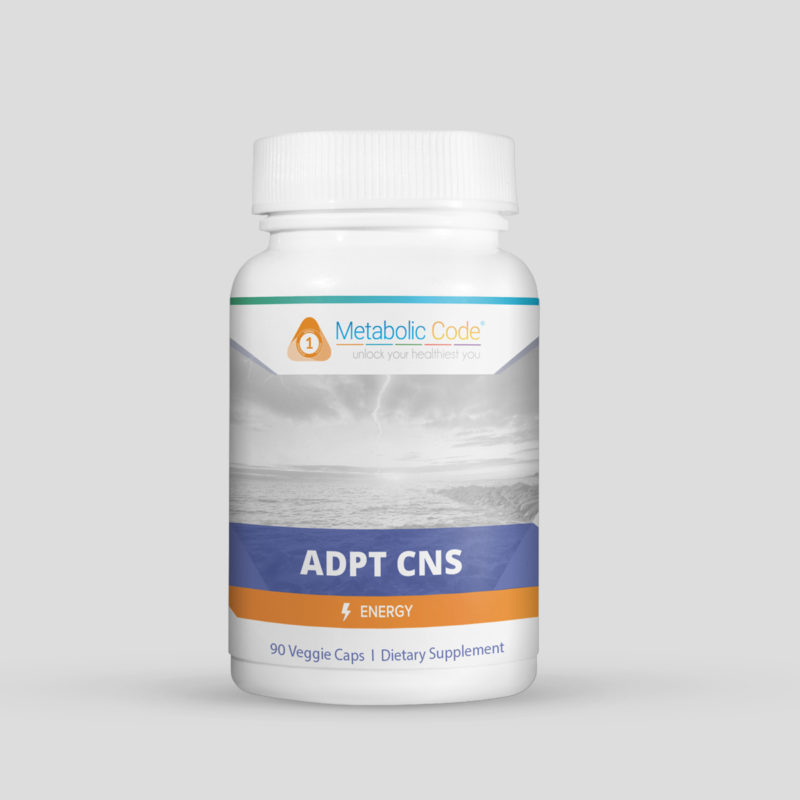 1
Metabolic Code®
unlock your healthiest you
ADPT CNS
ENERGY
90 Veggie Caps | Dietary Supplement